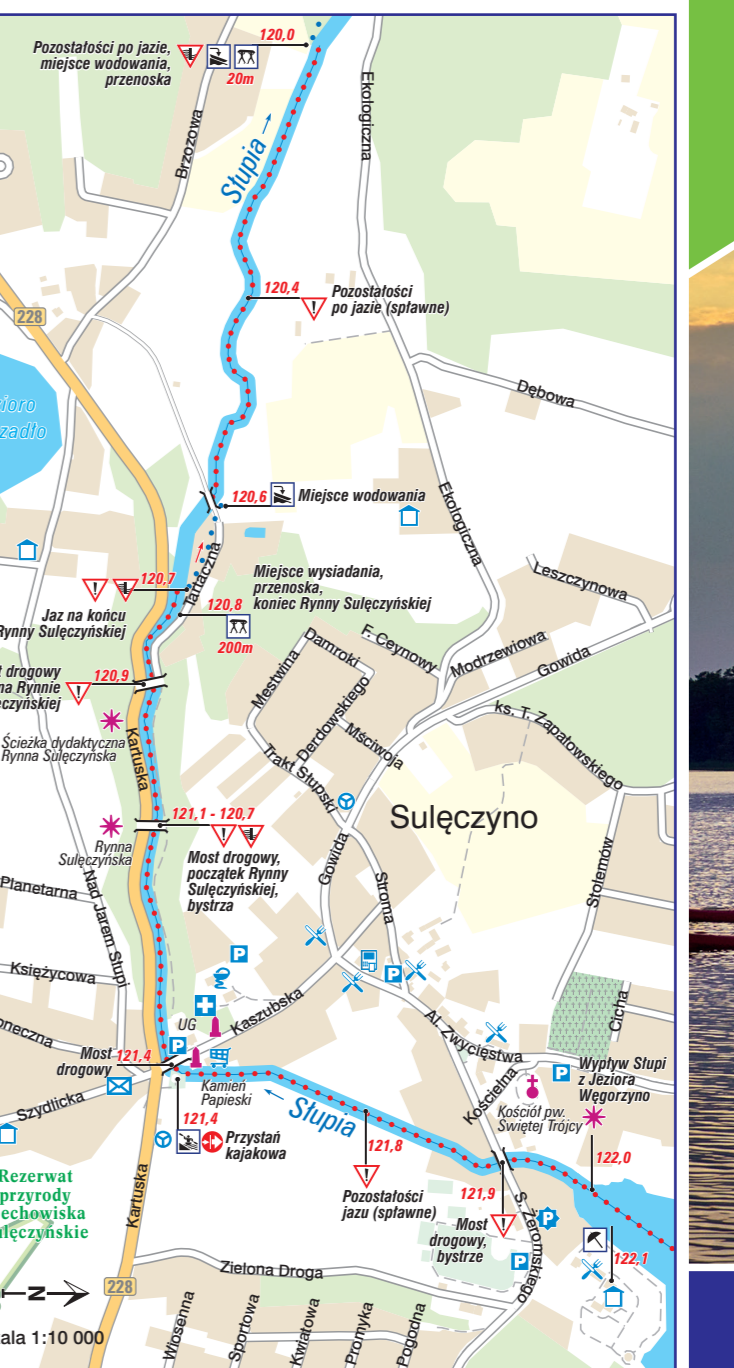 Pozostałości po jazie,
miejsce wodowania,
przenoska
120,0
20m
Ekologiczna
Brzozowa
Słupia
120,4
Pozostałości
po jazie (spławne)
228
Dębowa
120,6
Miejsce wodowania
Ekologiczna
Tartaczna
120,7
Jaz na końcu
Rynny Sulęczyńskiej
120,8
200m
Miejsce wysiadania,
przenoska,
koniec Rynny Sulęczyńskiej
Leszczynowa
F. Ceynowy
Damroki
Mestwina
Derdowskiego
Mściwoja
Modrzewiowa
Gowida
ks. T. Zapałowskiego
drogowy
na Rynnie
120,9
Ścieżka dydaktyczna
Rynna Sulęczyńska
Kartuska
Trakt Słupski
Sulęczyno
121,1 - 120,7
Most drogowy,
początek Rynny
Sulęczyńskiej,
bystrza
Rynna
Sulęczyńska
Gowida
Stroma
Stolemów
Planetarna
Nad Jarem Słupi
Księżycowa
UG
Kaszubska
Al. Zwycięstwa
Cicha
Most
drogowy
121,4
Kamień
Papieski
Szydlicka
Słupia
Kościelna
Kościół pw.
Świętej Trójcy
Wypływ Słupi
z Jeziora
Węgorzyno
122,0
121,4
Przystań
kajakowa
121,8
Pozostałości
jazu (spławne)
121,9
Most
drogowy,
bystrze
S. Żeromskiego
122,1
Rezerwat
przyrody
Kartuska
N
228
Zielona Droga
1:10 000
Wiosenna
Sportowa
Kwiatowa
Promyka
Pogodna